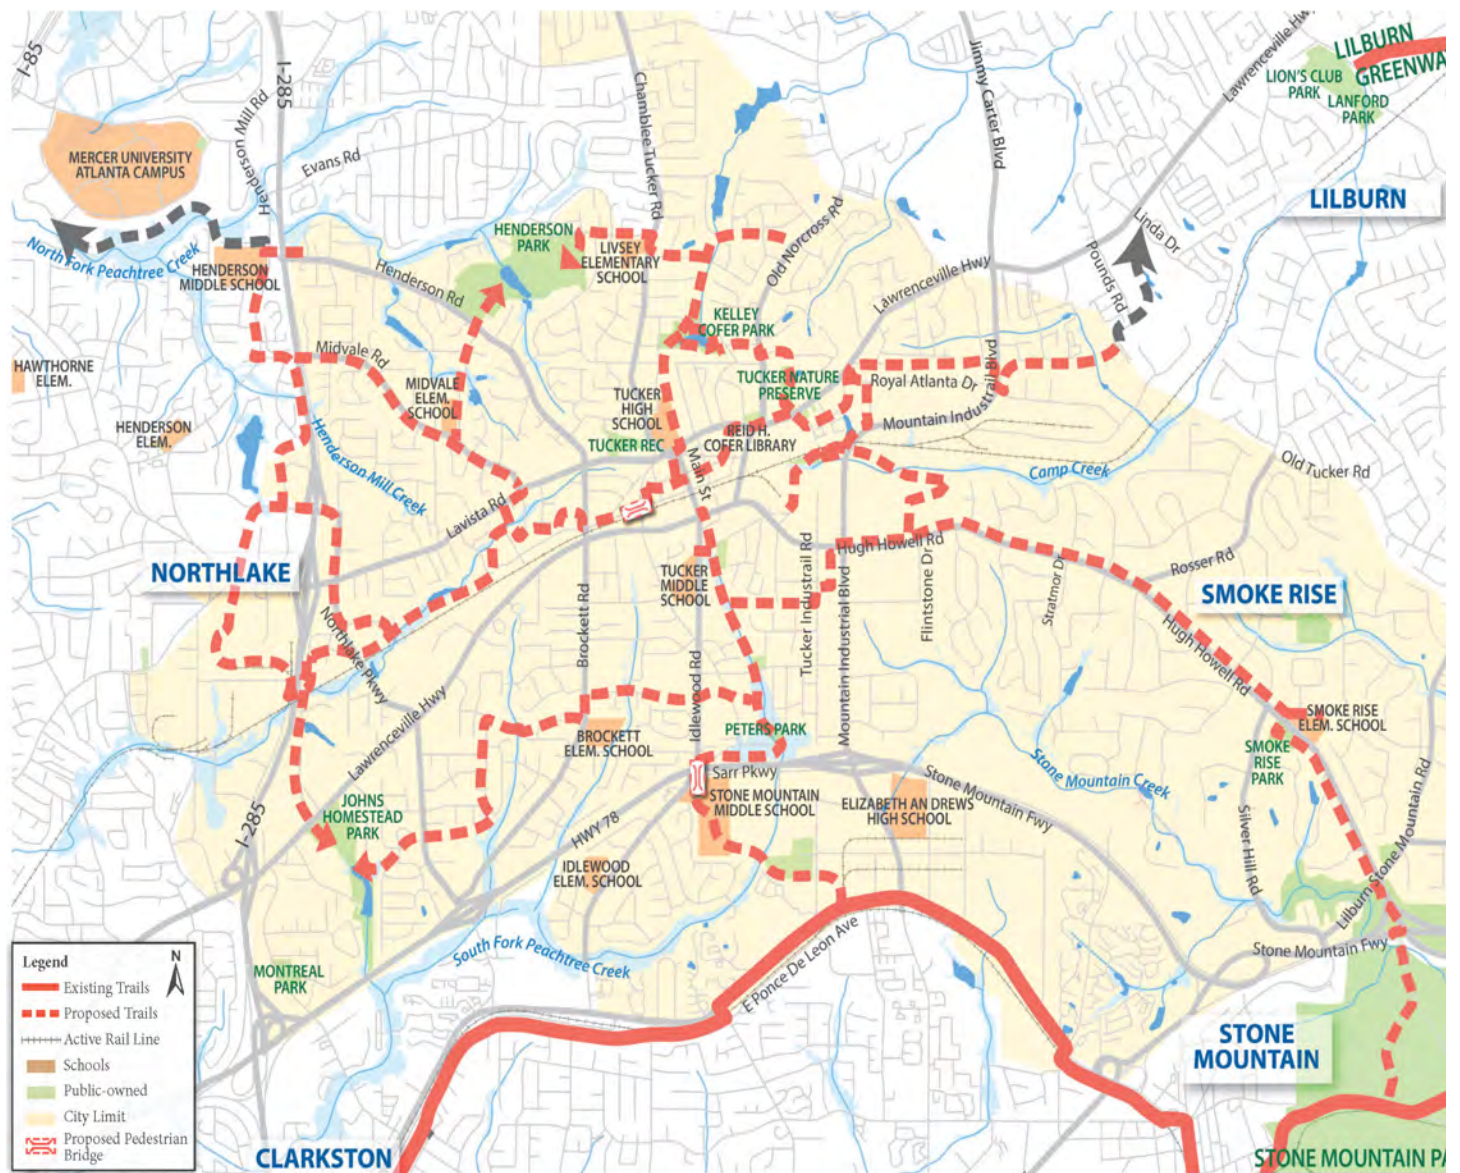 I-85
I-285
Henderson Mill Rd
Evans Rd
Chamblee Tucker Rd
Jimmy Carter Blvd
Lawrenceville Hwy
LILBURN
GREENWA
LION'S CLUB
PARK
LANFORD
PARK
MERCER UNIVERSITY
ATLANTA CAMPUS
LILBURN
North Fork Peachtree Creek
HENDERSON
MIDDLE SCHOOL
Henderson Rd
HENDERSON
PARK
LIVSEY
ELEMENTARY
SCHOOL
Old Norcross Rd
Lawrenceville Hwy
Pounds Rd
Linda Dr
KELLEY
COFER PARK
HAWTHORNE
ELEM.
Midvale Rd
MIDVALE
ELEM.
SCHOOL
TUCKER NATURE
PRESERVE
Royal Atlanta Dr
Mountain Industrail Blvd
TUCKER
HIGH
SCHOOL
HENDERSON
ELEM.
Henderson Mill Creek
TUCKER REC
REID H.
COFER LIBRARY
Main St
Camp Creek
Old Tucker Rd
Lavista Rd
NORTHLAKE
TUCKER
MIDDLE
SCHOOL
Hugh Howell Rd
Tucker Industrail Rd
Mountain Industrial Blvd
Flintstone Dr
Stratmor Dr
Rosser Rd
SMOKE RISE
Northlake Pkwy
Brockett Rd
Idlewood Rd
Hugh Howell Rd
Lawrenceville Hwy
BROCKETT
ELEM. SCHOOL
PETERS PARK
SMOKE RISE
ELEM. SCHOOL
SMOKE
RISE
PARK
Sarr Pkwy
Stone Mountain Creek
JOHNS
HOMESTEAD
PARK
STONE MOUNTAIN
MIDDLE SCHOOL
ELIZABETH AN DREWS
HIGH SCHOOL
Stone Mountain Fwy
I-285
HWY 78
IDLEWOOD
ELEM. SCHOOL
Silver Hill Rd
Lilburn Stone Mountain Rd
Stone Mountain Fwy
South Fork Peachtree Creek
E Ponce De Leon Ave
MONTREAL
PARK
Legend
N
Existing Trails
Proposed Trails
Active Rail Line
Schools
Public-owned
City Limit
Proposed Pedestrian
Bridge
STONE
MOUNTAIN
CLARKSTON
STONE MOUNTAIN PA